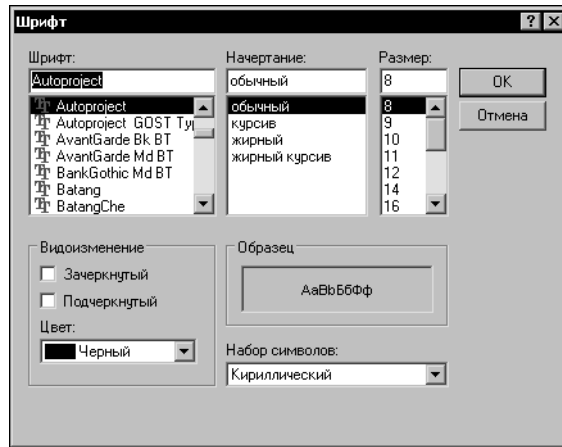 Шрифт
Шрифт:
Autoproject
Autoproject
Autoproject GOST Ty
AvantGarde Bk BT
AvantGarde Md BT
BankGothic Md BT
Batang
BatangChe
Начертание:
обычный
обычный
курсив
жирный
жирный курсив
Размер:
8
8
9
10
11
12
14
16
OK
Отмена
Видоизменение
Зачеркнутый
Подчеркнутый
Цвет:
Черный
Образец
АаBbБбФф
Набор символов:
Кириллический